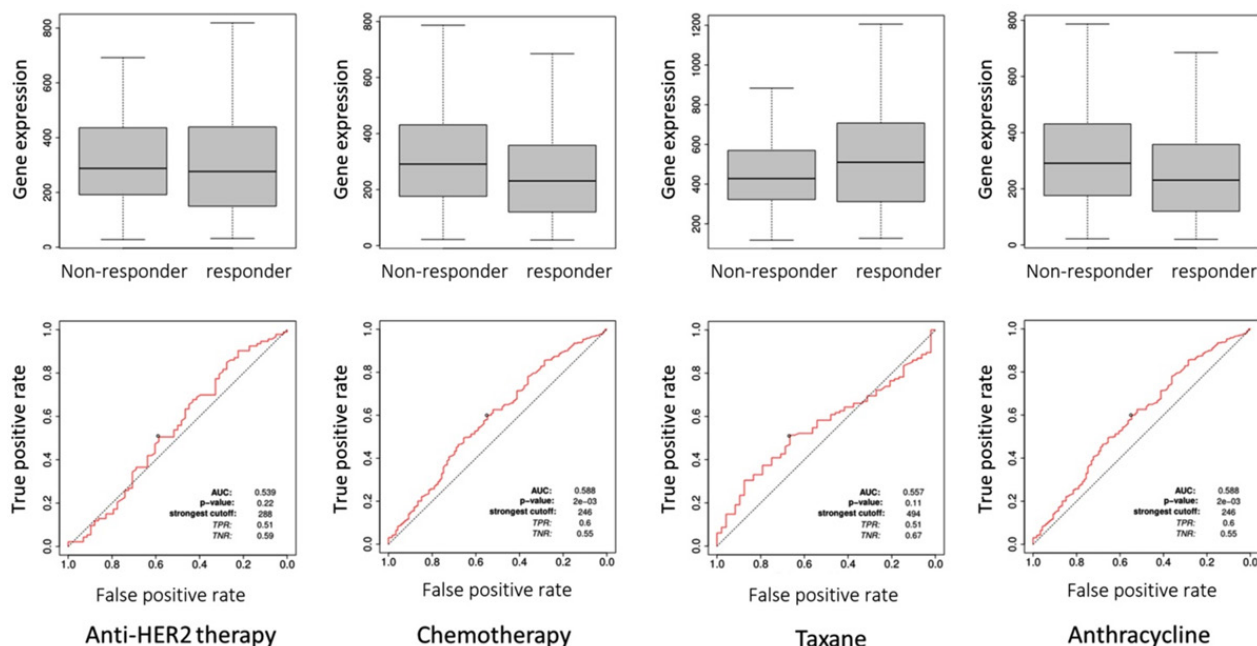 Gene expression
0 200 400 600 800
Non-responder responder
Gene expression
0 200 400 600 800
Non-responder responder
Gene expression
200 400 600 800 1000 1200
Non-responder responder
Gene expression
0 200 400 600 800
Non-responder responder
True positive rate
0.0 0.2 0.4 0.6 0.8 1.0
AUC: 0.539
p-value: 0.22
strongest cutoff: 288
TPR: 0.51
TNR: 0.59
1.0 0.8 0.6 0.4 0.2 0.0
False positive rate
Anti-HER2 therapy
True positive rate
0.0 0.2 0.4 0.6 0.8 1.0
AUC: 0.588
p-value: 2e-03
strongest cutoff: 246
TPR: 0.6
TNR: 0.55
1.0 0.8 0.6 0.4 0.2 0.0
False positive rate
Chemotherapy
True positive rate
0.0 0.2 0.4 0.6 0.8 1.0
AUC: 0.557
p-value: 0.11
strongest cutoff: 494
TPR: 0.51
TNR: 0.67
1.0 0.8 0.6 0.4 0.2 0.0
False positive rate
Taxane
True positive rate
0.0 0.2 0.4 0.6 0.8 1.0
AUC: 0.588
p-value: 2e-03
strongest cutoff: 246
TPR: 0.6
TNR: 0.55
1.0 0.8 0.6 0.4 0.2 0.0
False positive rate
Anthracycline